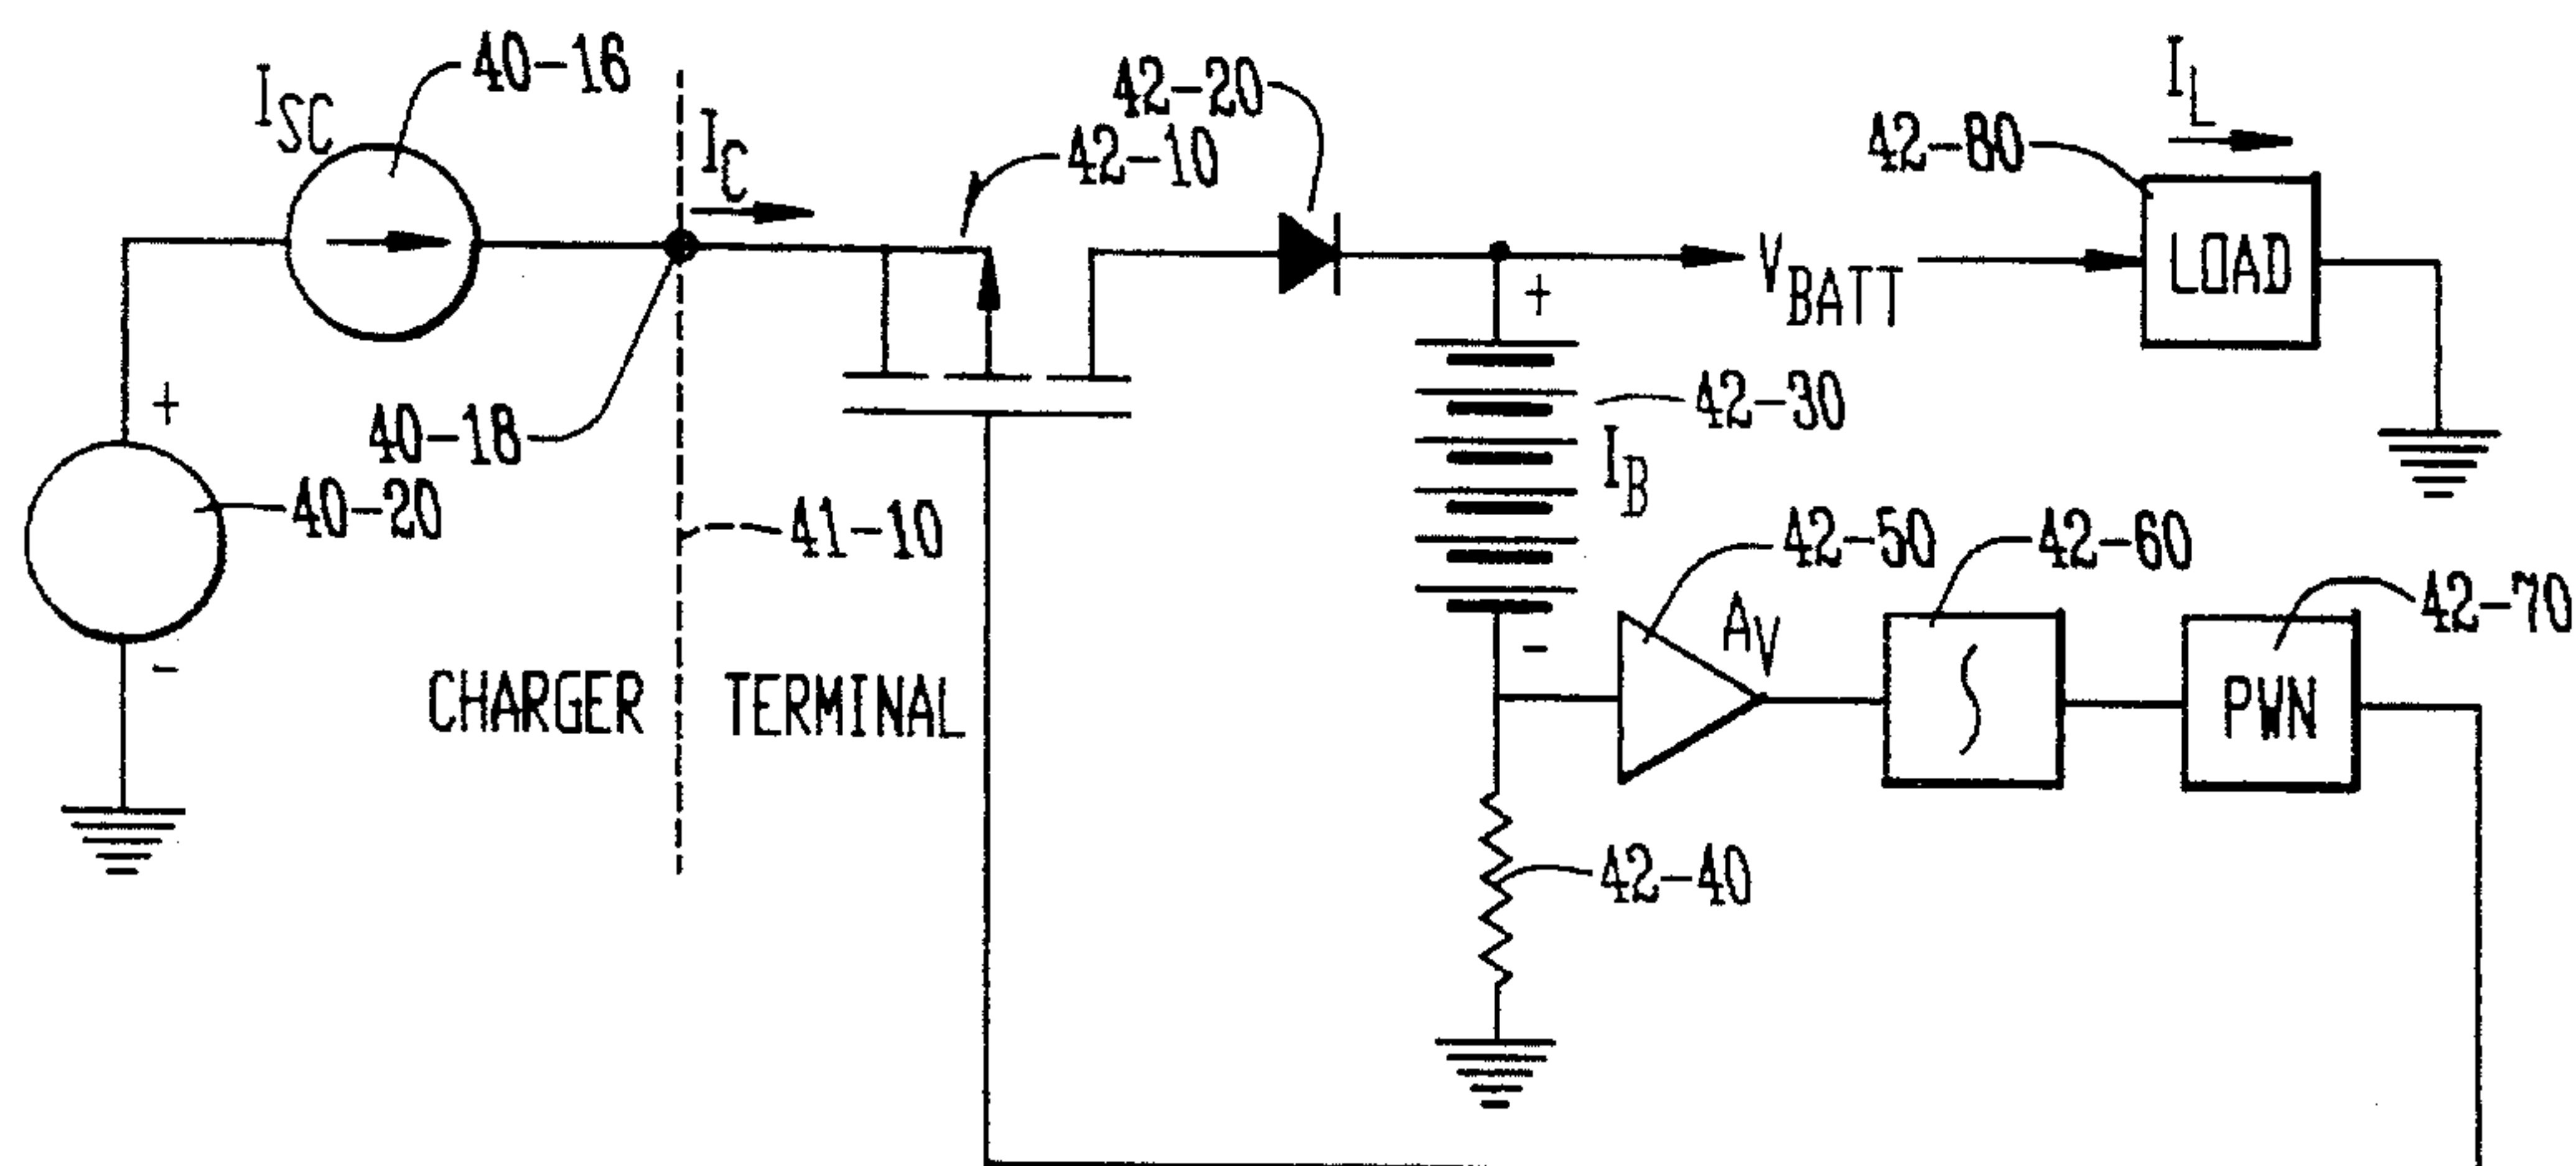 I_SC
40-16
I_C
42-20
42-10
I_L
42-80
LOAD
+
V_BATT
+
40-18
42-30
I_B
40-20
41-10
42-50
42-60
42-70
A_V
-
-
CHARGER
TERMINAL
∫
PWN
42-40